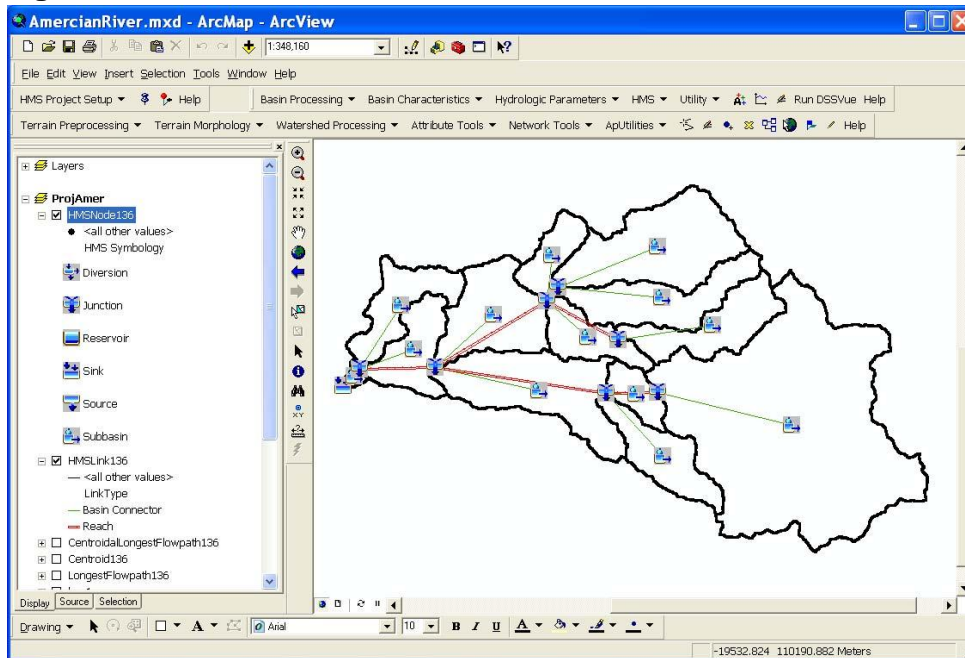 AmercianRiver.mxd - ArcMap - ArcView
1:348,160
File Edit View Insert Selection Tools Window Help
HMS Project Setup Help Basin Processing Basin Characteristics Hydrologic Parameters HMS Utility Run DSSVue Help
Terrain Preprocessing Terrain Morphology Watershed Processing Attribute Tools Network Tools ApUtilities Help
Layers
ProjAmer
HMSNode136
<all other values>
HMS Symbology
Diversion
Junction
Reservoir
Sink
Source
Subbasin
HMSLink136
<all other values>
LinkType
Basin Connector
Reach
CentroidalLongestFlowpath136
Centroid136
LongestFlowpath136
Display Source Selection
Drawing A Arial 10 B I U A
-19532.824 110190.882 Meters